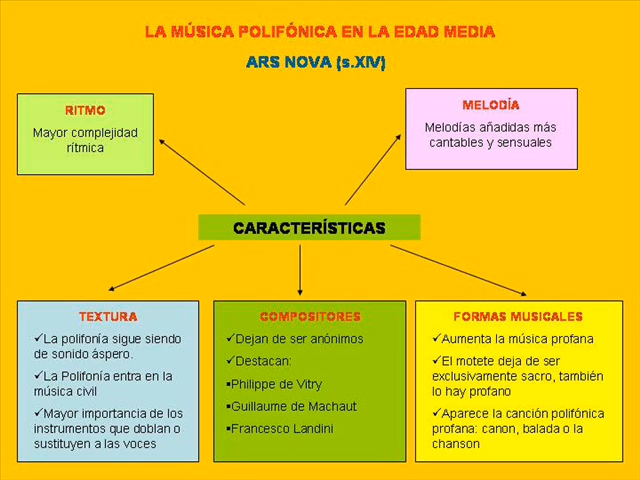 LA MÚSICA POLIFÓNICA EN LA EDAD MEDIA
ARS NOVA (s.XIV)
RITMO
Mayor complejidad
rítmica
MELODÍA
Melodías añadidas más
cantables y sensuales
CARACTERÍSTICAS
TEXTURA
✓La polifonía sigue siendo
de sonido áspero.
✓La Polifonía entra en la
música civil
✓Mayor importancia de los
instrumentos que doblan o
sustituyen a las voces
COMPOSITORES
✓Dejan de ser anónimos
✓Destacan:
▪Philippe de Vitry
▪Guillaume de Machaut
▪Francesco Landini
FORMAS MUSICALES
✓Aumenta la música profana
✓El motete deja de ser
exclusivamente sacro, también
lo hay profano
✓Aparece la canción polifónica
profana: canon, balada o la
chanson